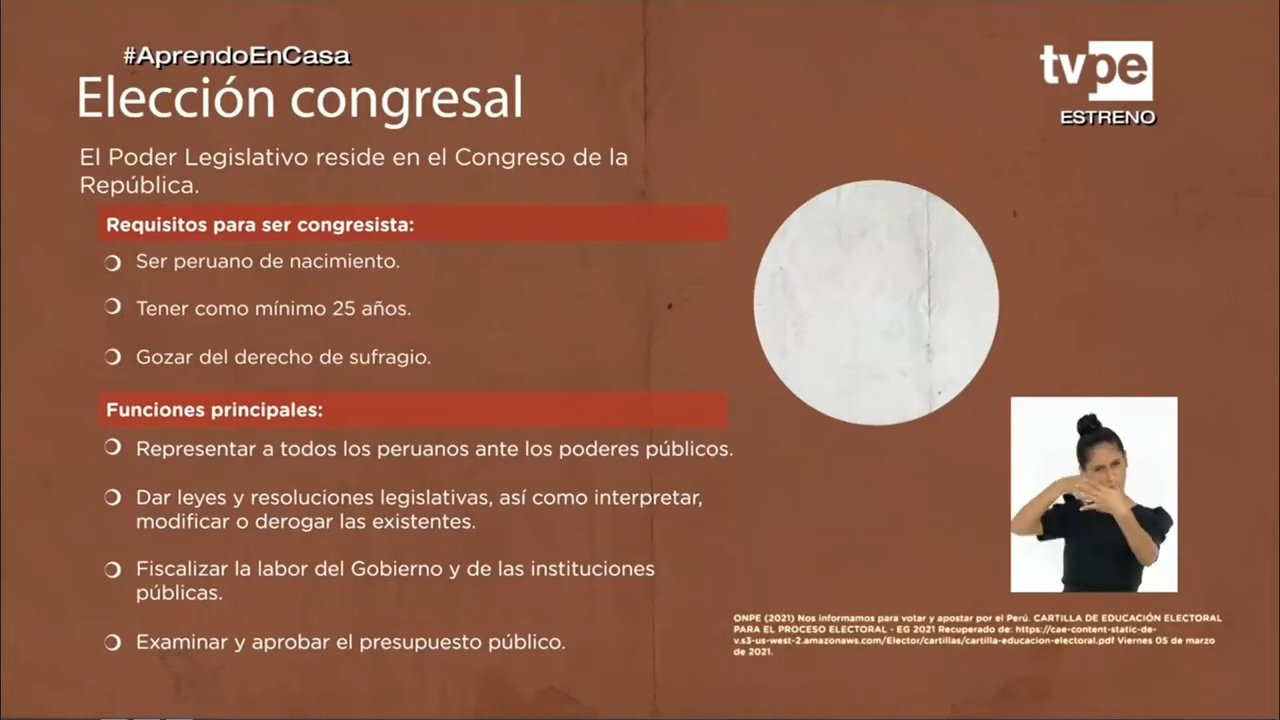 #AprendoEnCasa
Elección congresal
tvpe
ESTRENO
El Poder Legislativo reside en el Congreso de la
República.
Requisitos para ser congresista:
Ser peruano de nacimiento.
Tener como mínimo 25 años.
Gozar del derecho de sufragio.
Funciones principales:
Representar a todos los peruanos ante los poderes públicos.
Dar leyes y resoluciones legislativas, así como interpretar,
modificar o derogar las existentes.
Fiscalizar la labor del Gobierno y de las instituciones
públicas.
Examinar y aprobar el presupuesto público.
ONPE (2021) Nos informamos para votar y apostar por el Perú. CARTILLA DE EDUCACIÓN ELECTORAL
PARA EL PROCESO ELECTORAL - EG 2021 Recuperado de: https://cae-content-static-de-
v.s3-us-west-2.amazonaws.com/Elector/cartillas/cartilla-educacion-electoral.pdf Viernes 05 de marzo
de 2021.